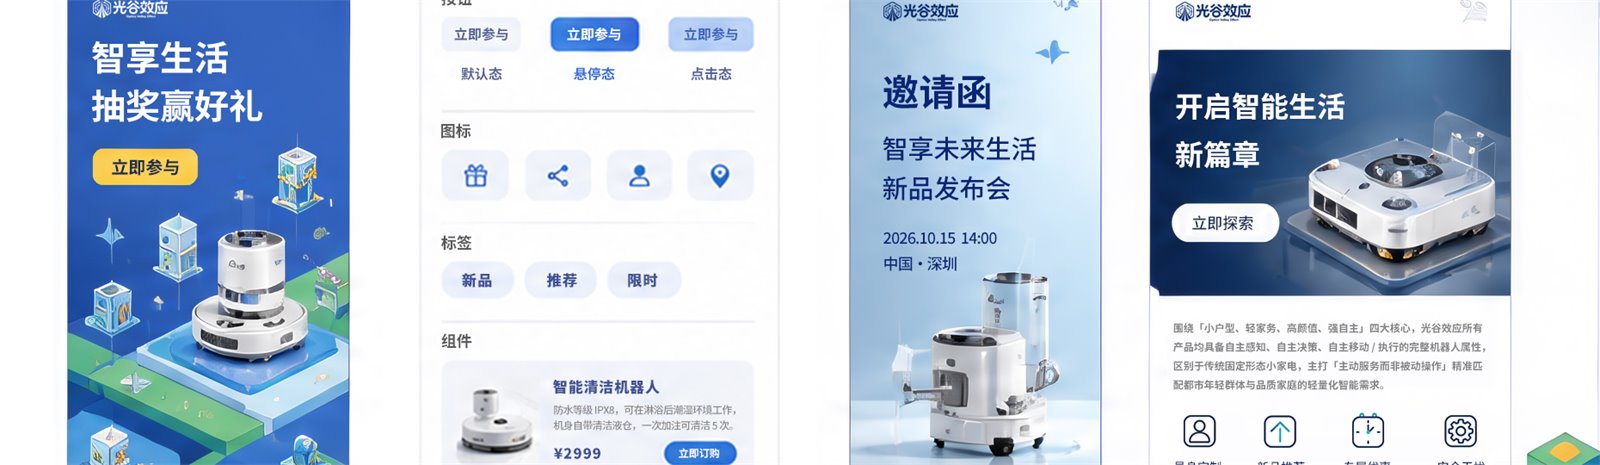 光谷效应
智享生活
抽奖赢好礼
立即参与
按钮
立即参与
立即参与
立即参与
默认态
悬停态
点击态
图标
标签
新品
推荐
限时
组件
智能清洁机器人
防水等级 IPX8，可在淋浴后潮湿环境工作，
机身自带清洁液仓，一次加注可清洁 5 次。
¥2999
立即订购
光谷效应
邀请函
智享未来生活
新品发布会
2026.10.15 14:00
中国·深圳
光谷效应
开启智能生活
新篇章
立即探索
围绕「小户型、轻家务、高颜值、强自主」四大核心，光谷效应所有
产品均具备自主感知、自主决策、自主移动 / 执行的完整机器人属性，
区别于传统固定形态小家电，主打「主动服务而非被动操作」精准匹
配都市年轻群体与品质家庭的轻量化智能需求。